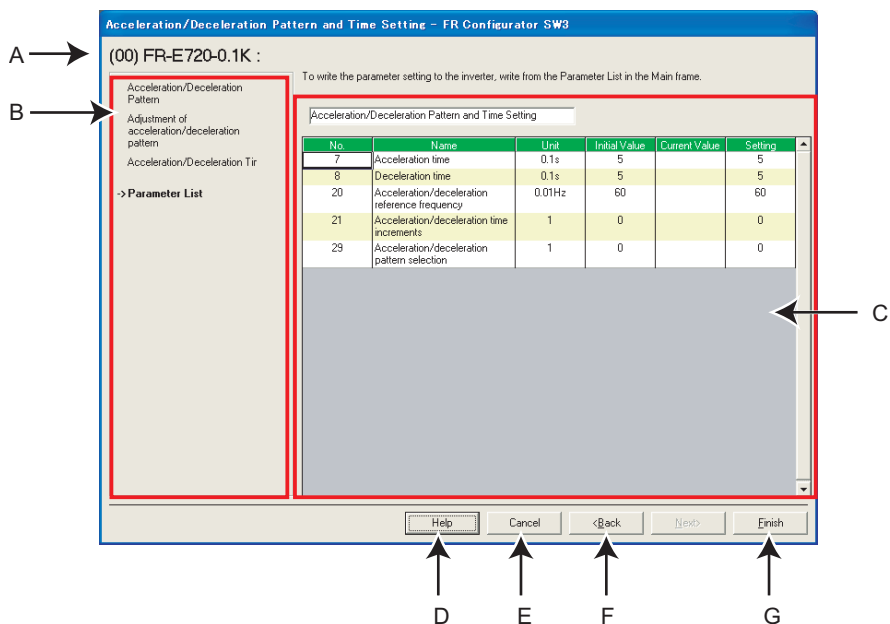 Acceleration/Deceleration Pattern and Time Setting - FR Configurator SW3
A
(00) FR-E720-0.1K :
B
Acceleration/Deceleration
Pattern
Adjustment of
acceleration/deceleration
pattern
Acceleration/Deceleration Tir
-> Parameter List
To write the parameter setting to the inverter, write from the Parameter List in the Main frame.
Acceleration/Deceleration Pattern and Time Setting
No. Name Unit Initial Value Current Value Setting
7 Acceleration time 0.1s 5 5
8 Deceleration time 0.1s 5 5
20 Acceleration/deceleration 0.01Hz 60 60
reference frequency
21 Acceleration/deceleration time 1 0 0
increments
29 Acceleration/deceleration 1 0 0
pattern selection
C
Help Cancel <Back Next> Finish
D E F G